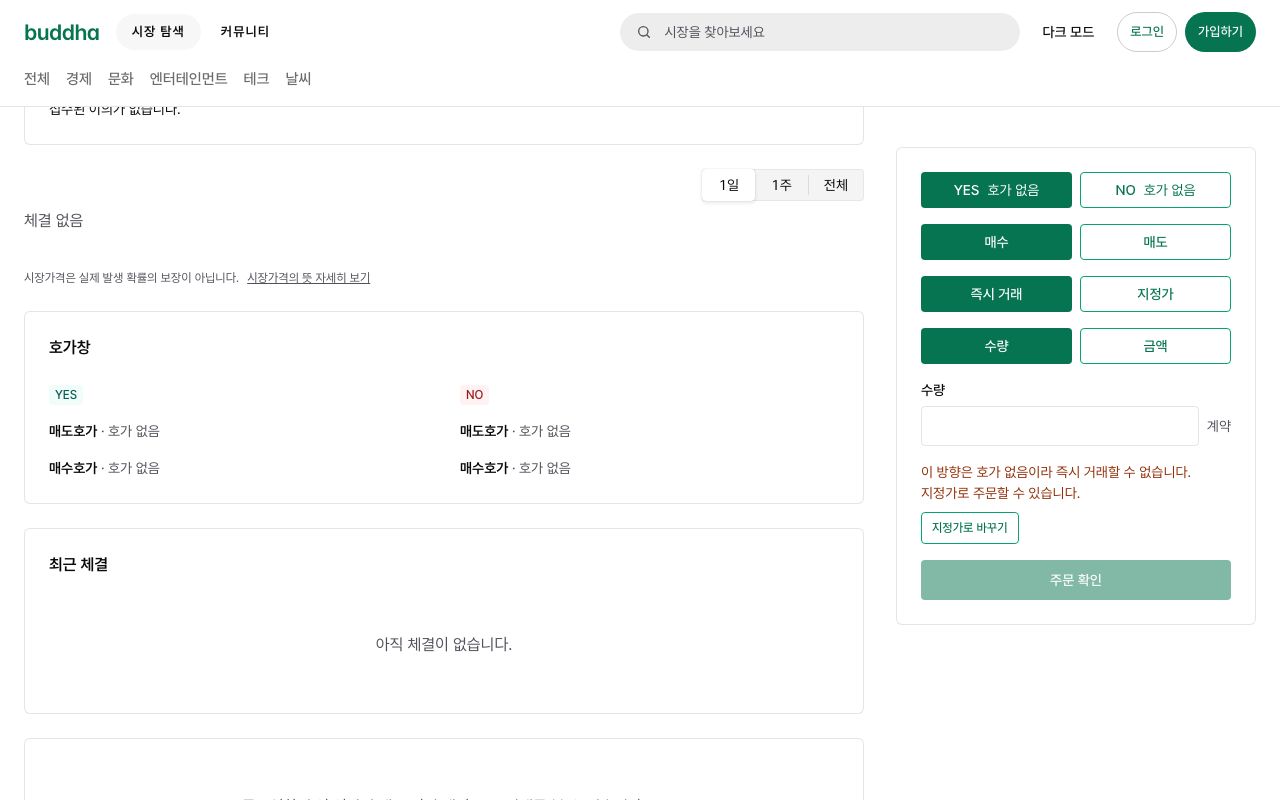 buddha 시장 탐색 커뮤니티 시장을 찾아보세요 다크 모드 로그인 가입하기
전체 경제 문화 엔터테인먼트 테크 날씨
접수된 이의가 없습니다.
1일 1주 전체
체결 없음
시장가격은 실제 발생 확률의 보장이 아닙니다. 시장가격의 뜻 자세히 보기
호가창
YES NO
매도호가 · 호가 없음 매도호가 · 호가 없음
매수호가 · 호가 없음 매수호가 · 호가 없음
최근 체결
아직 체결이 없습니다.
YES 호가 없음 NO 호가 없음
매수 매도
즉시 거래 지정가
수량 금액
수량
계약
이 방향은 호가 없음이라 즉시 거래할 수 없습니다.
지정가로 주문할 수 있습니다.
지정가로 바꾸기
주문 확인